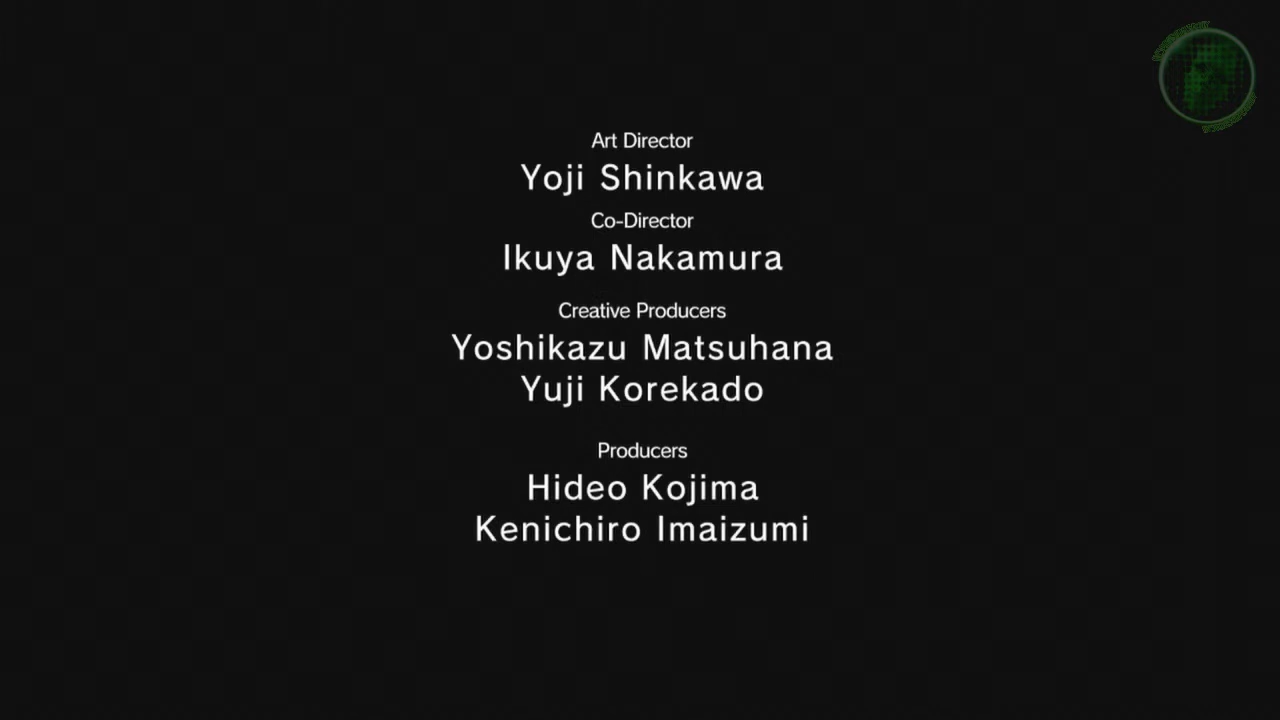 Art Director
Yoji Shinkawa
Co-Director
Ikuya Nakamura
Creative Producers
Yoshikazu Matsuhana
Yuji Korekado
Producers
Hideo Kojima
Kenichiro Imaizumi